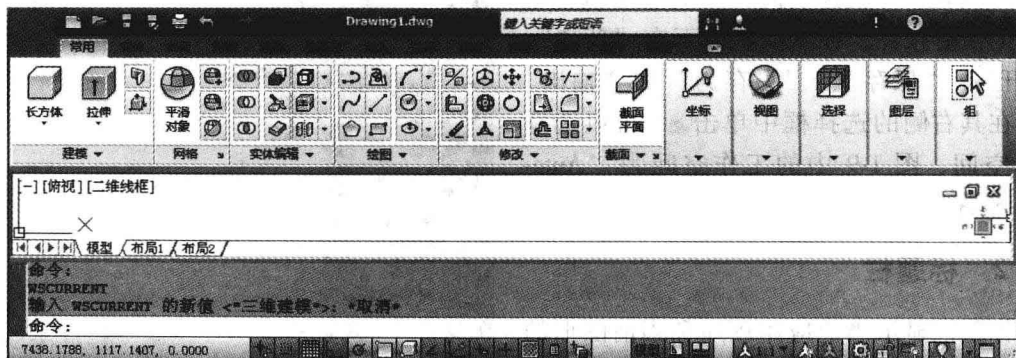 Drawing1.dwg 键入关键字或短语
常用
长方体 拉伸 平滑对象 截面平面 坐标 视图 选择 图层 组
建模 网格 实体编辑 绘图 修改 截面
[-][俯视][二维线框]
模型 布局1 布局2
命令:
WSCURRENT
输入 WSCURRENT 的新值 <"三维建模">: *取消*
命令:
7438.1788, 1117.1407, 0.0000 模型